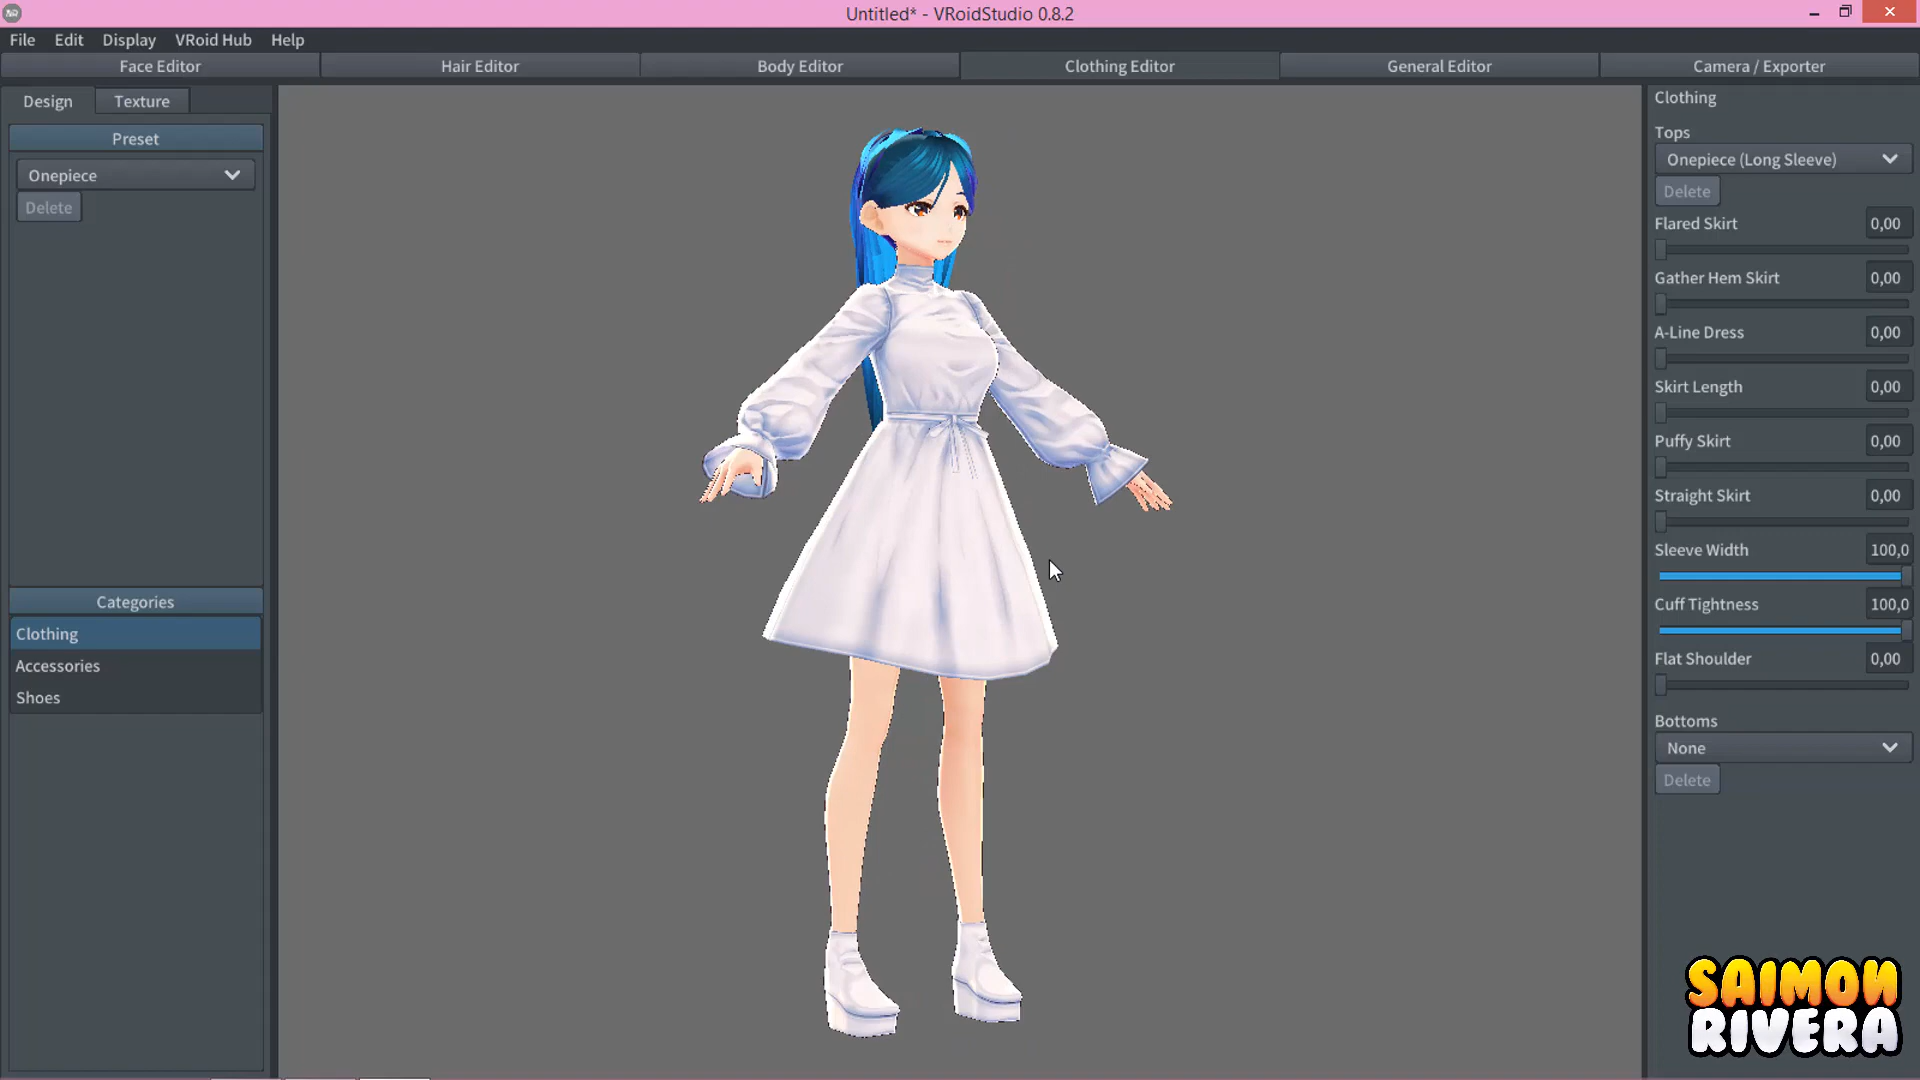 Untitled* - VRoidStudio 0.8.2
File Edit Display VRoid Hub Help
Face Editor Hair Editor Body Editor Clothing Editor General Editor Camera / Exporter
Design Texture
Preset
Onepiece
Delete
Categories
Clothing
Accessories
Shoes
Clothing
Tops
Onepiece (Long Sleeve)
Delete
Flared Skirt 0,00
Gather Hem Skirt 0,00
A-Line Dress 0,00
Skirt Length 0,00
Puffy Skirt 0,00
Straight Skirt 0,00
Sleeve Width 100,0
Cuff Tightness 100,0
Flat Shoulder 0,00
Bottoms
None
Delete
SAIMON
RIVERA